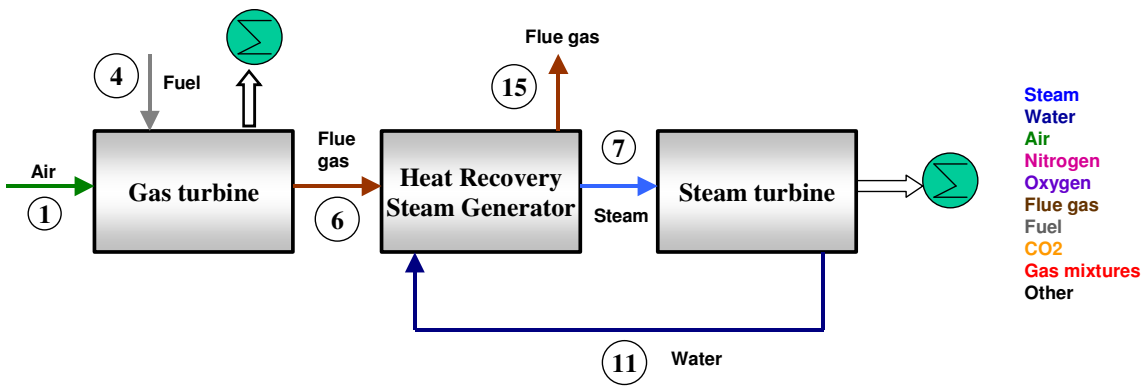 Flue gas
4
Fuel
15
Air
Gas turbine
Flue
gas
Heat Recovery
Steam Generator
7
Steam
Steam turbine
1
6
11
Water
Steam
Water
Air
Nitrogen
Oxygen
Flue gas
Fuel
CO2
Gas mixtures
Other